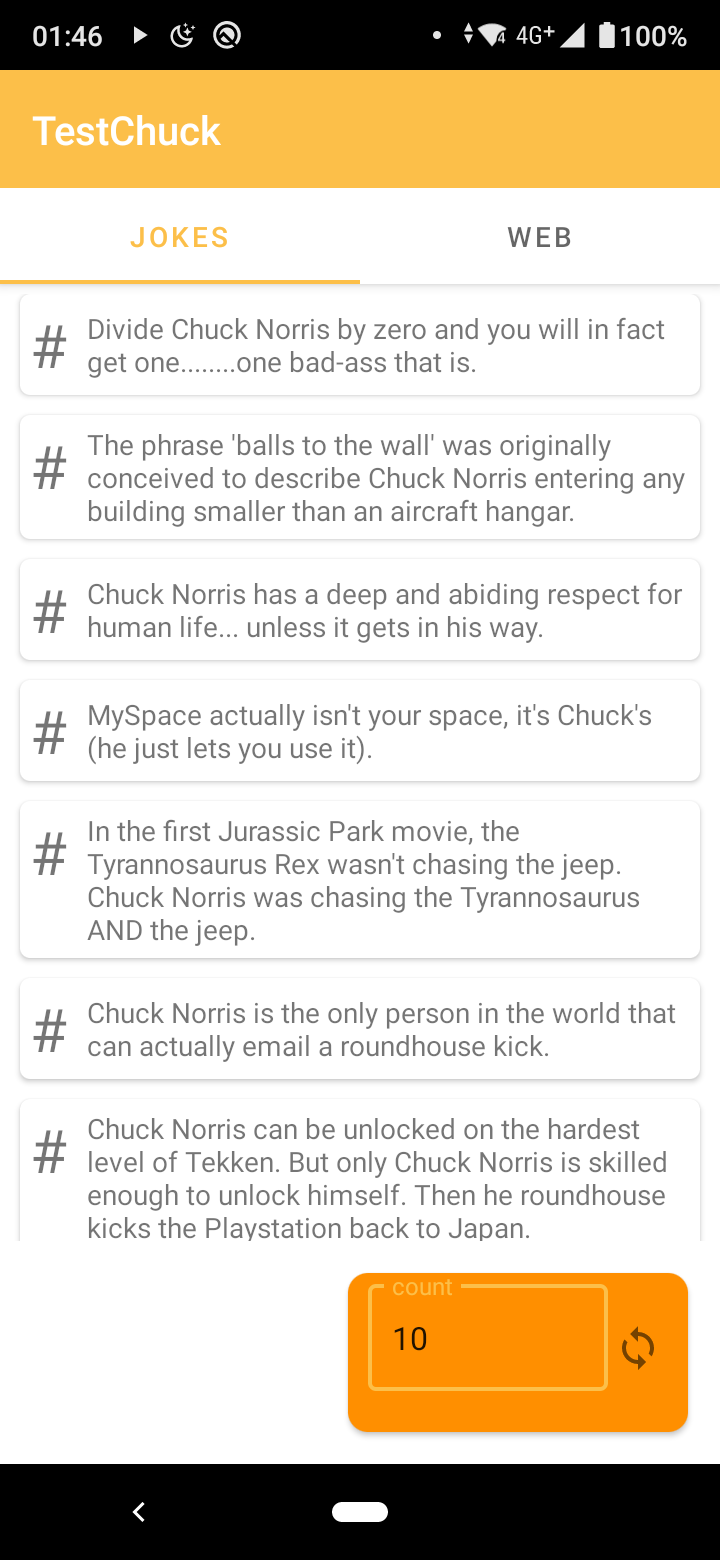 01:46 4G+ 100%
TestChuck
JOKES WEB
# Divide Chuck Norris by zero and you will in fact
get one........one bad-ass that is.
# The phrase 'balls to the wall' was originally
conceived to describe Chuck Norris entering any
building smaller than an aircraft hangar.
# Chuck Norris has a deep and abiding respect for
human life... unless it gets in his way.
# MySpace actually isn't your space, it's Chuck's
(he just lets you use it).
# In the first Jurassic Park movie, the
Tyrannosaurus Rex wasn't chasing the jeep.
Chuck Norris was chasing the Tyrannosaurus
AND the jeep.
# Chuck Norris is the only person in the world that
can actually email a roundhouse kick.
# Chuck Norris can be unlocked on the hardest
level of Tekken. But only Chuck Norris is skilled
enough to unlock himself. Then he roundhouse
kicks the Playstation back to Japan.
count
10